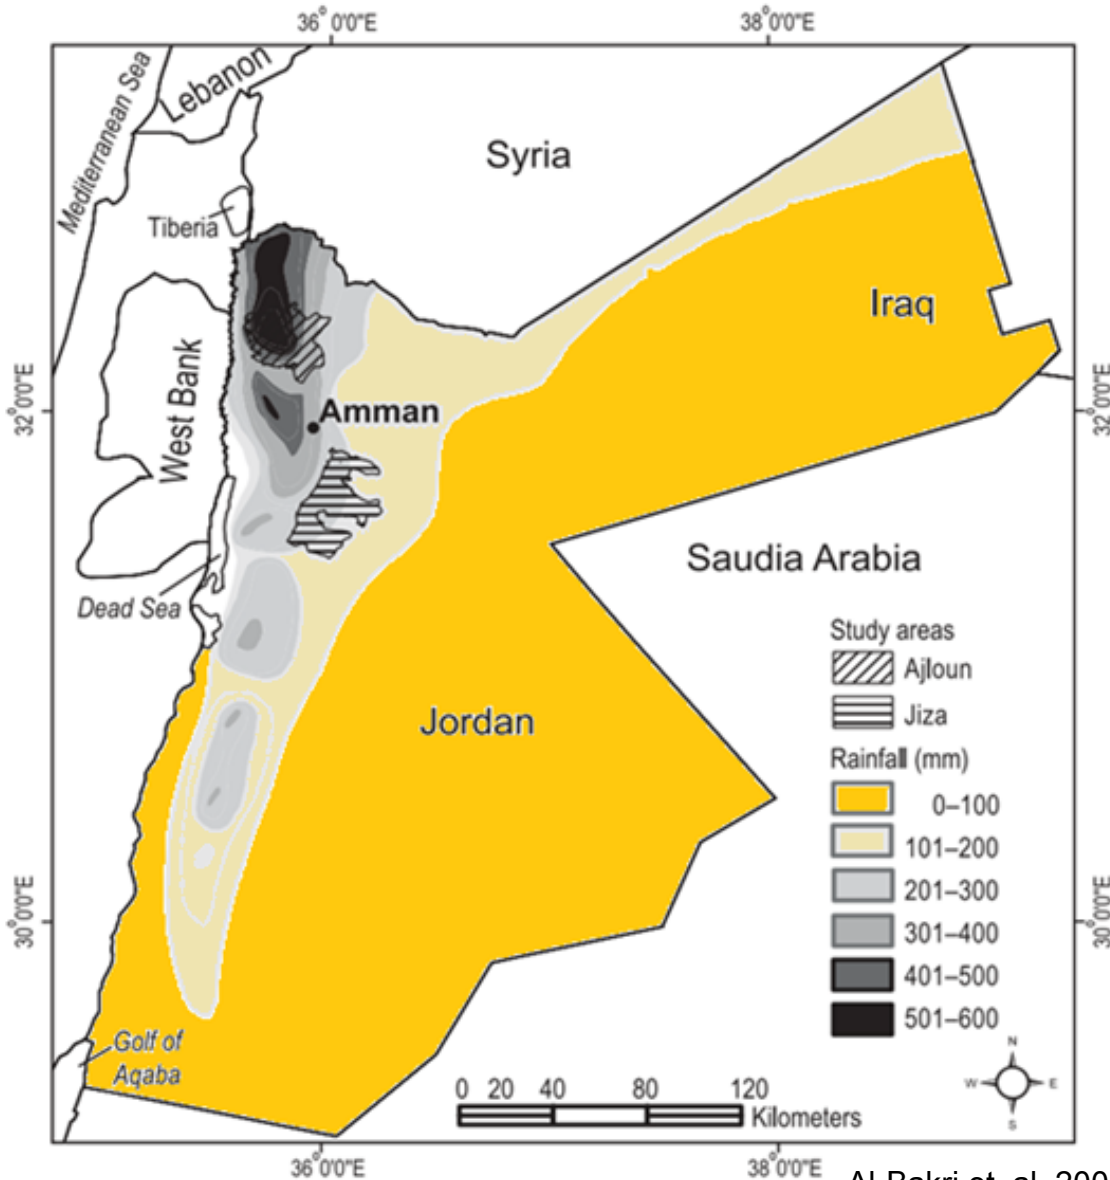 36°0'0"E
38°0'0"E
Mediterranean Sea
Lebanon
Syria
Tiberia
Iraq
32°0'0"E
32°0'0"E
West Bank
Amman
Saudia Arabia
Dead Sea
Study areas
Ajloun
Jiza
Jordan
Rainfall (mm)
0–100
101–200
201–300
301–400
401–500
501–600
30°0'0"E
30°0'0"E
Golf of
Aqaba
N
W
E
S
0 20 40 80 120
Kilometers
36°0'0"E
38°0'0"E